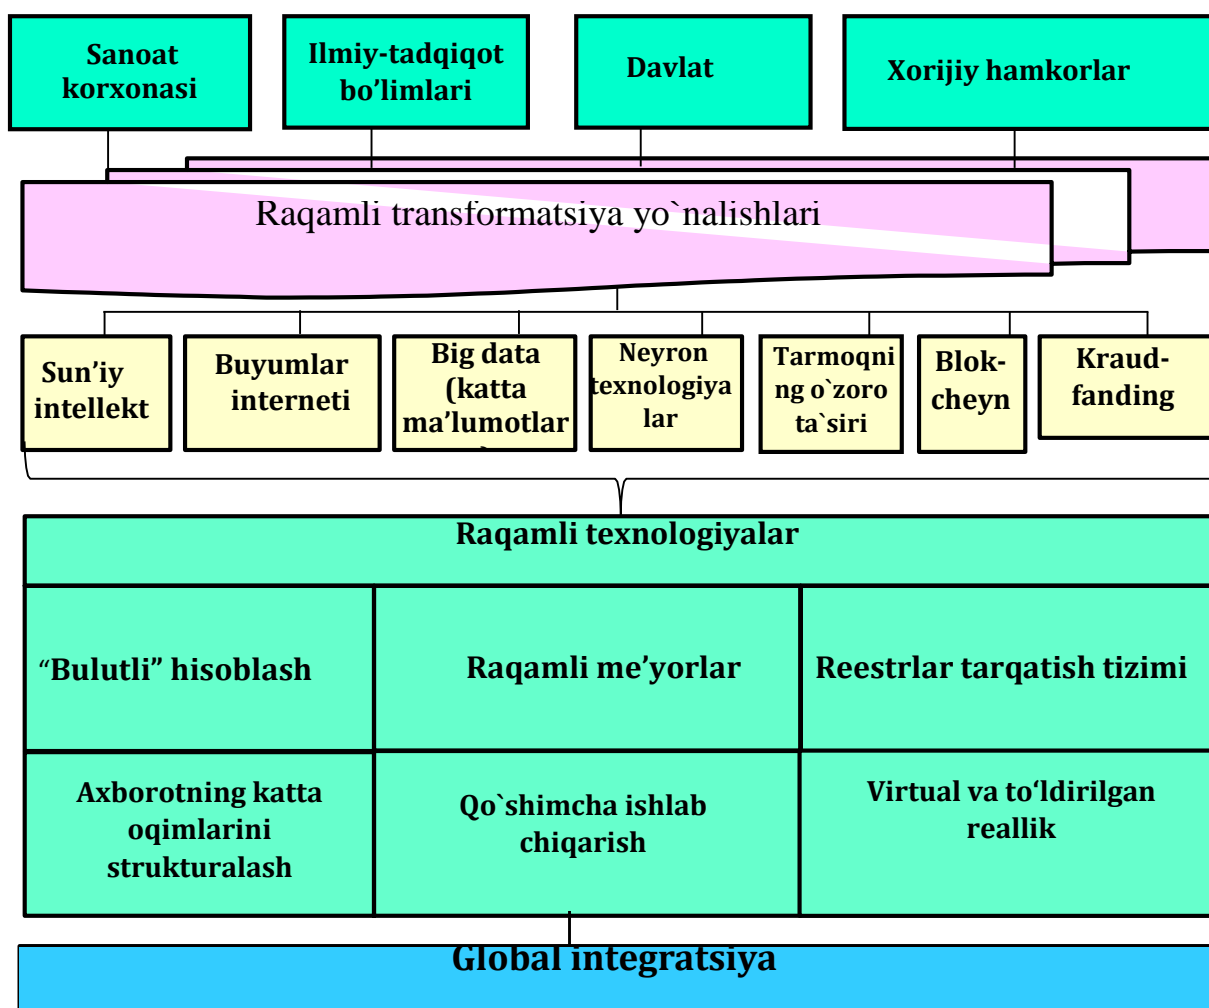 Sanoat
korxonasi
Ilmiy-tadqiqot
bo’limlari
Davlat
Xorijiy hamkorlar
Raqamli transformatsiya yo`nalishlari
Sun’iy
intellekt
Buyumlar
interneti
Big data
(katta
ma’lumotlar
Neyron
texnologiya
lar
Tarmoqni
ng o`zoro
ta`siri
Blok-
cheyn
Kraud-
fanding
Raqamli texnologiyalar
“Bulutli” hisoblash
Raqamli me’yorlar
Reestrlar tarqatish tizimi
Axborotning katta
oqimlarini
strukturalash
Qo`shimcha ishlab
chiqarish
Virtual va to‘ldirilgan
reallik
Global integratsiya